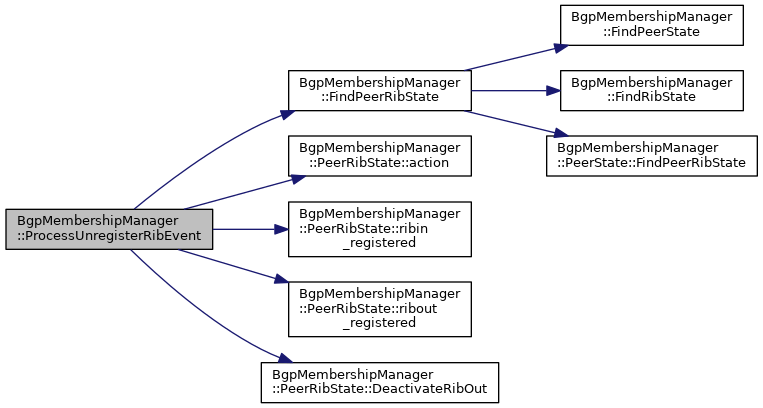 BgpMembershipManager
::ProcessUnregisterRibEvent
BgpMembershipManager
::FindPeerRibState
BgpMembershipManager
::FindPeerState
BgpMembershipManager
::FindRibState
BgpMembershipManager
::PeerState::FindPeerRibState
BgpMembershipManager
::PeerRibState::action
BgpMembershipManager
::PeerRibState::ribin
_registered
BgpMembershipManager
::PeerRibState::ribout
_registered
BgpMembershipManager
::PeerRibState::DeactivateRibOut